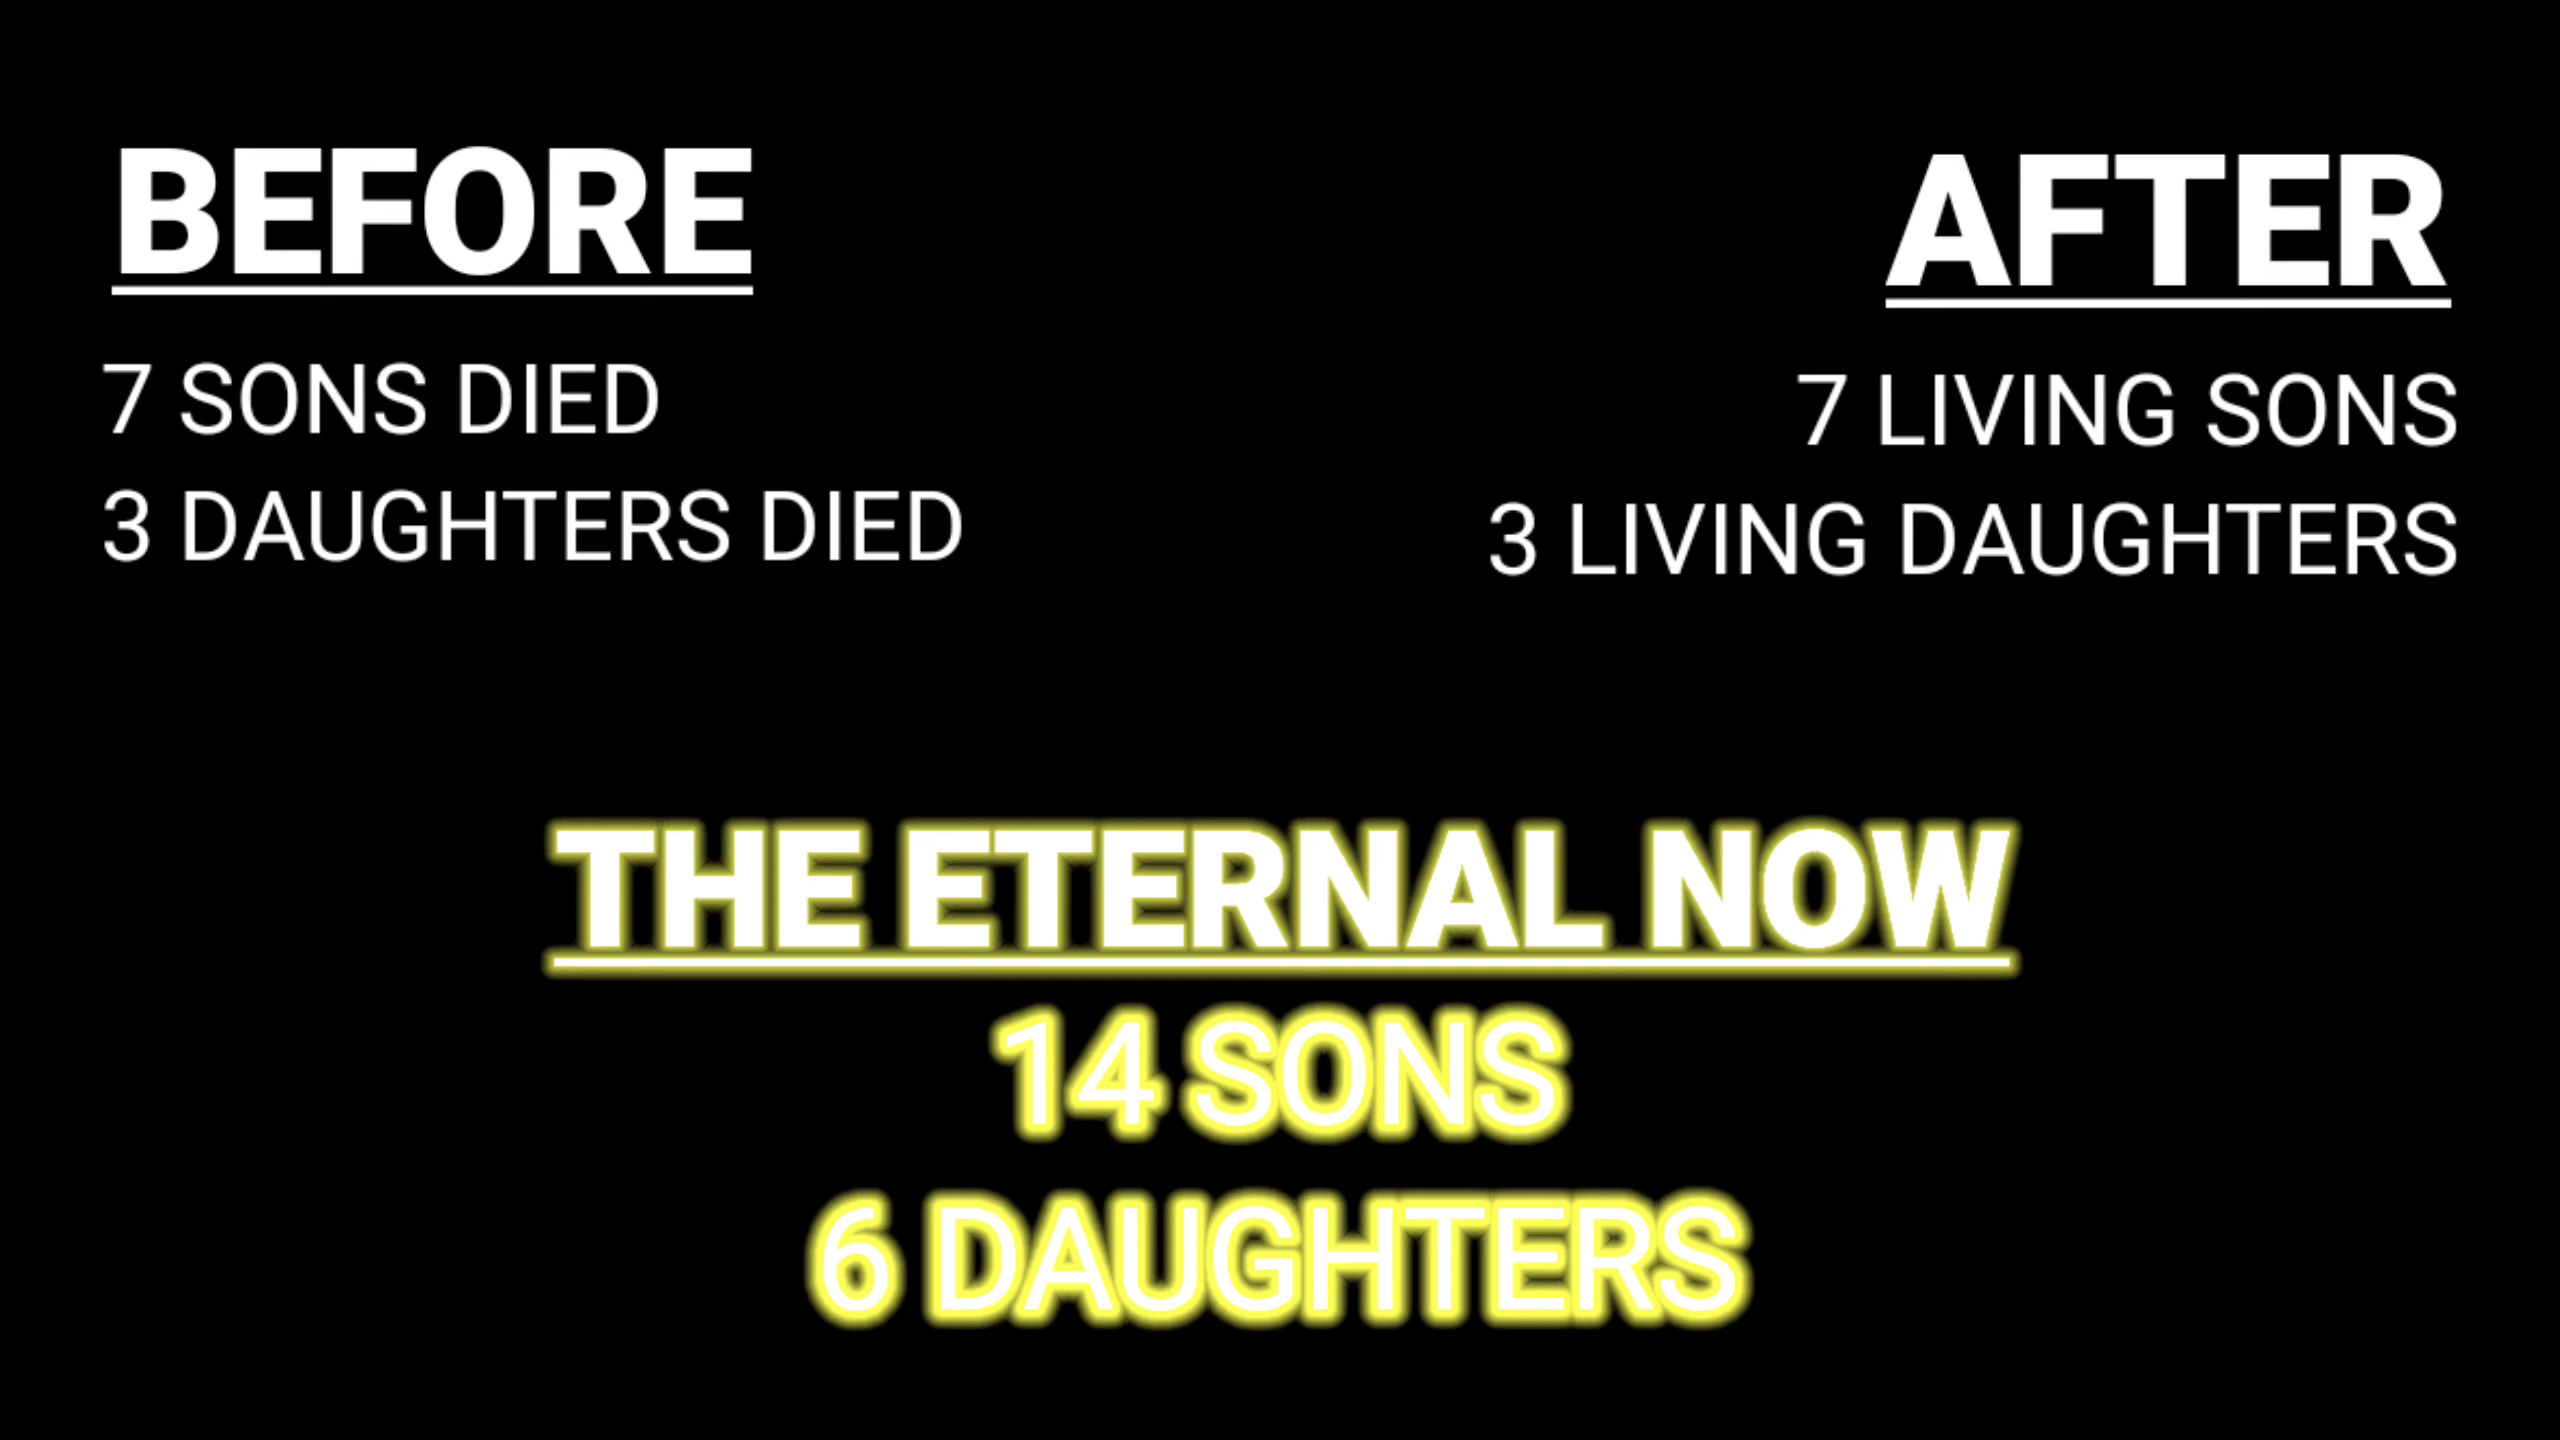 BEFORE
7 SONS DIED
3 DAUGHTERS DIED
AFTER
7 LIVING SONS
3 LIVING DAUGHTERS
THE ETERNAL NOW
14 SONS
6 DAUGHTERS